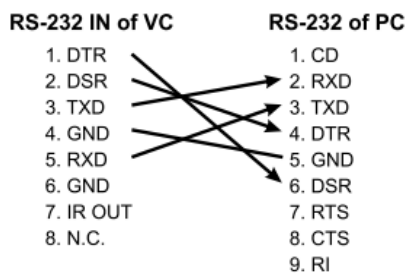 RS-232 IN of VC
1. DTR
2. DSR
3. TXD
4. GND
5. RXD
6. GND
7. IR OUT
8. N.C.
RS-232 of PC
1. CD
2. RXD
3. TXD
4. DTR
5. GND
6. DSR
7. RTS
8. CTS
9. RI